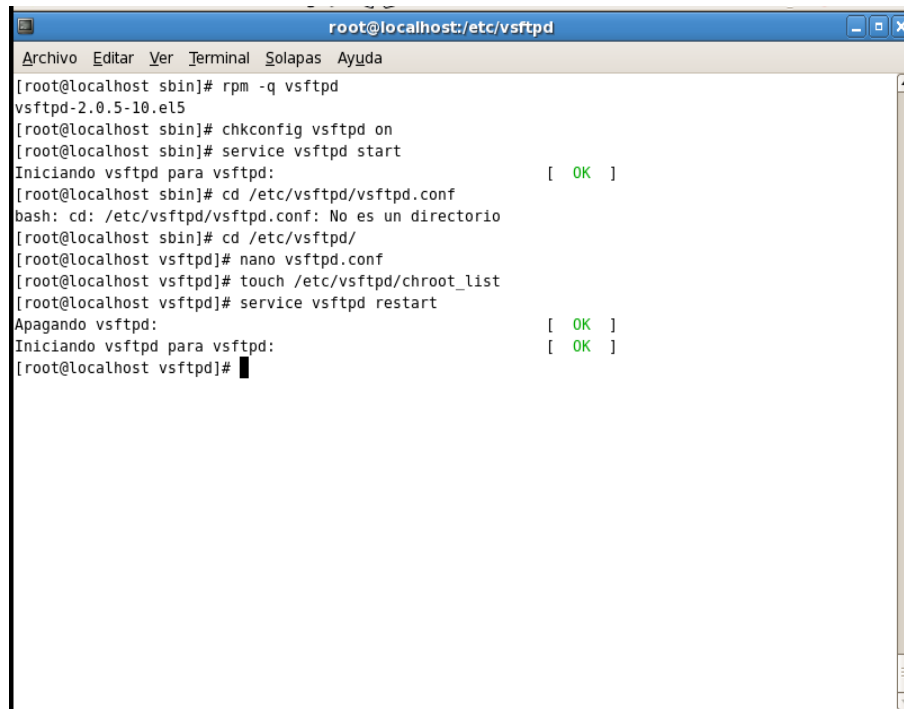 root@localhost:/etc/vsftpd
Archivo Editar Ver Terminal Solapas Ayuda
[root@localhost sbin]# rpm -q vsftpd
vsftpd-2.0.5-10.el5
[root@localhost sbin]# chkconfig vsftpd on
[root@localhost sbin]# service vsftpd start
Iniciando vsftpd para vsftpd: [ OK ]
[root@localhost sbin]# cd /etc/vsftpd/vsftpd.conf
bash: cd: /etc/vsftpd/vsftpd.conf: No es un directorio
[root@localhost sbin]# cd /etc/vsftpd/
[root@localhost vsftpd]# nano vsftpd.conf
[root@localhost vsftpd]# touch /etc/vsftpd/chroot_list
[root@localhost vsftpd]# service vsftpd restart
Apagando vsftpd: [ OK ]
Iniciando vsftpd para vsftpd: [ OK ]
[root@localhost vsftpd]#